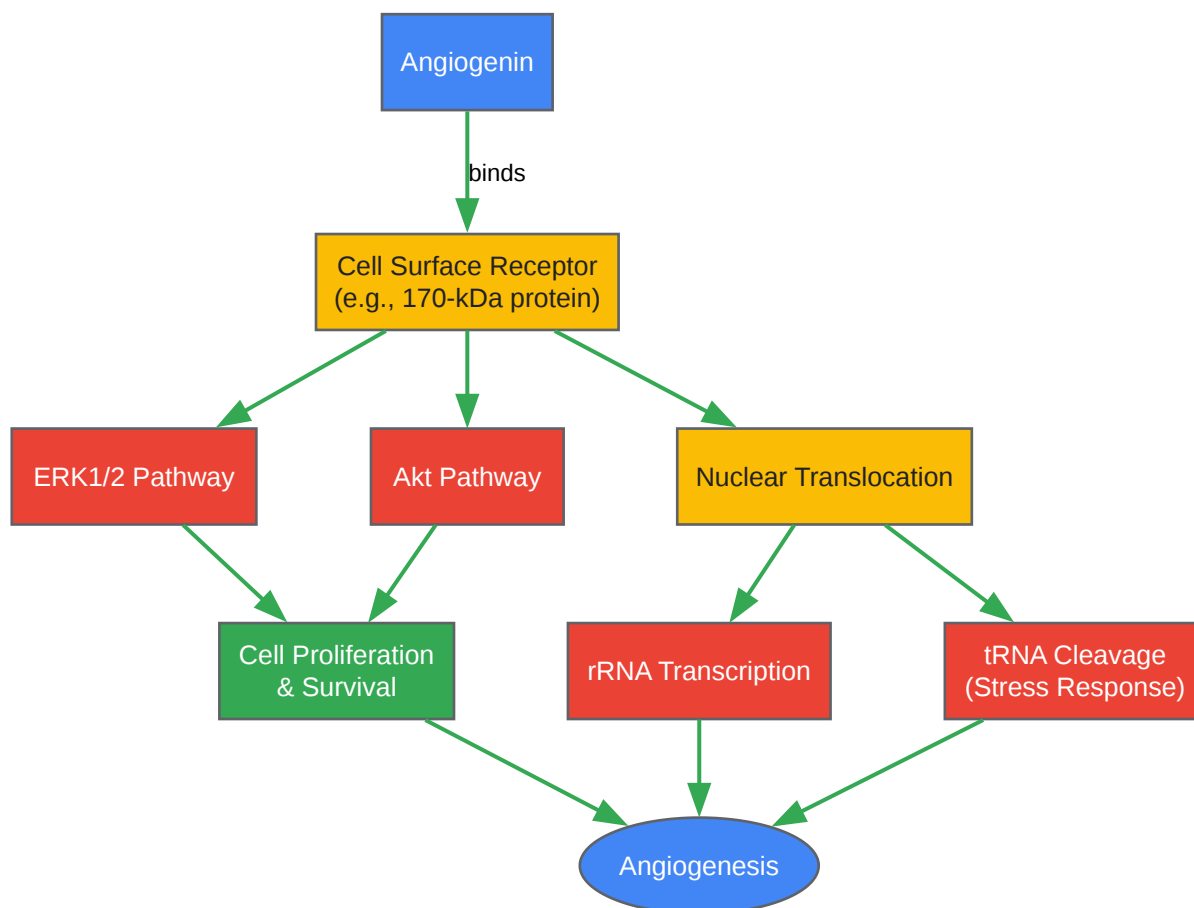 Angiogenin
binds
Cell Surface Receptor
(e.g., 170-kDa protein)
ERK1/2 Pathway
Akt Pathway
Nuclear Translocation
Cell Proliferation
& Survival
rRNA Transcription
tRNA Cleavage
(Stress Response)
Angiogenesis